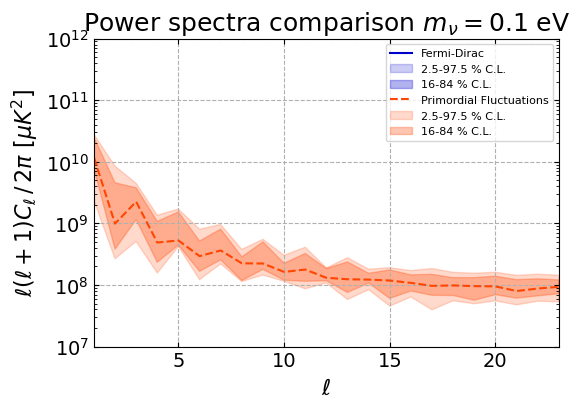 Power spectra comparison $m_\nu = 0.1$ eV
$\ell(\ell+1)C_\ell / 2\pi$ [$\mu K^2$]
$10^{12}$
$10^{11}$
$10^{10}$
$10^9$
$10^8$
$10^7$
Fermi-Dirac
2.5-97.5 % C.L.
16-84 % C.L.
Primordial Fluctuations
2.5-97.5 % C.L.
16-84 % C.L.
5 10 15 20
$\ell$